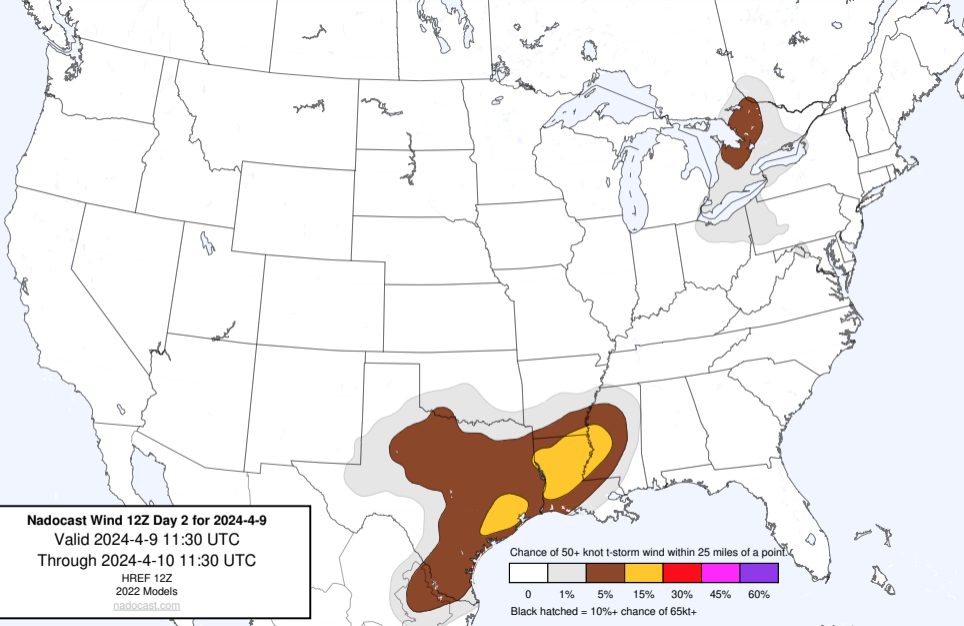 Nadocast Wind 12Z Day 2 for 2024-4-9
Valid 2024-4-9 11:30 UTC
Through 2024-4-10 11:30 UTC
HREF 12Z
2022 Models
nadocast.com
Chance of 50+ knot t-storm wind within 25 miles of a point.
0 1% 5% 15% 30% 45% 60%
Black hatched = 10%+ chance of 65kt+